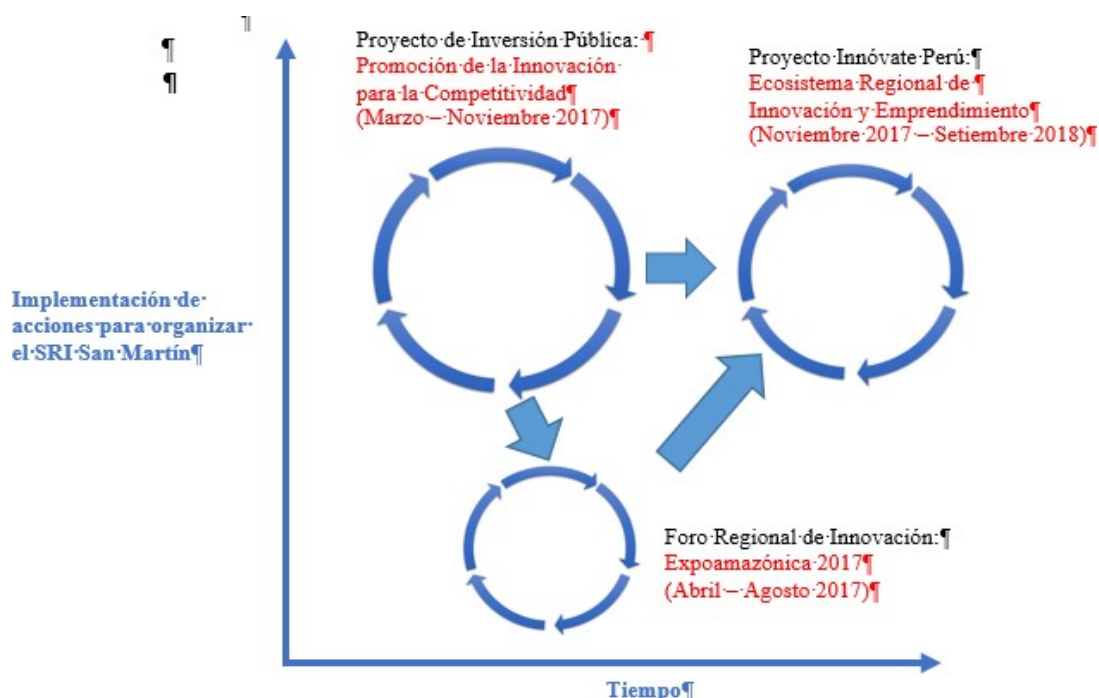 ¶
¶
¶
Proyecto·de·Inversión·Pública:·¶
Promoción·de·la·Innovación·
para·la·Competitividad¶
(Marzo·–·Noviembre·2017)¶
Proyecto·Innóvate·Perú:¶
Ecosistema·Regional·de·¶
Innovación·y·Emprendimiento¶
(Noviembre·2017·–·Setiembre·2018)¶
Implementación·de·
acciones·para·organizar·
el·SRI·San·Martín¶
Foro·Regional·de·Innovación:¶
Expoamazónica·2017¶
(Abril·–·Agosto·2017)¶
Tiempo¶